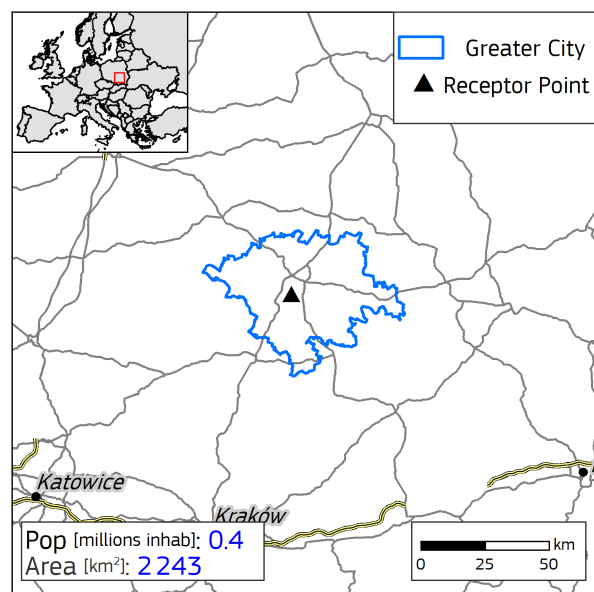 Greater City
Receptor Point
Katowice
Kraków
Pop [millions inhab]: 0.4
Area [km²]: 2 243
km
0 25 50